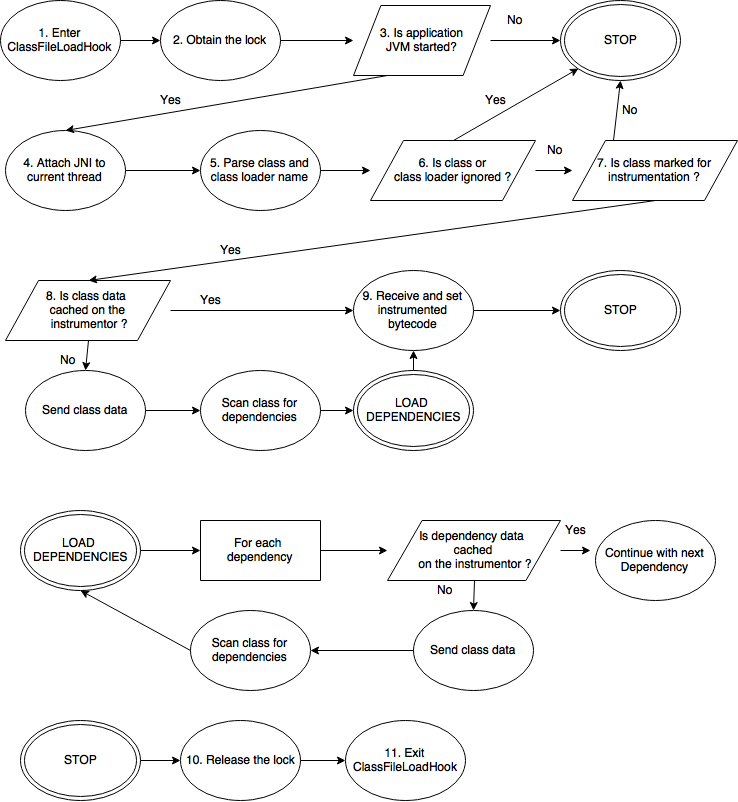 1. Enter
ClassFileLoadHook
2. Obtain the lock
3. Is application
JVM started?
No
STOP
Yes
Yes
No
4. Attach JNI to
current thread
5. Parse class and
class loader name
6. Is class or
class loader ignored ?
No
7. Is class marked for
instrumentation ?
Yes
8. Is class data
cached on the
instrumentor ?
Yes
9. Receive and set
instrumented
bytecode
STOP
No
Send class data
Scan class for
dependencies
LOAD
DEPENDENCIES
LOAD
DEPENDENCIES
For each
dependency
Is dependency data
cached
on the instrumentor ?
Yes
Continue with next
Dependency
No
Scan class for
dependencies
Send class data
STOP
10. Release the lock
11. Exit
ClassFileLoadHook